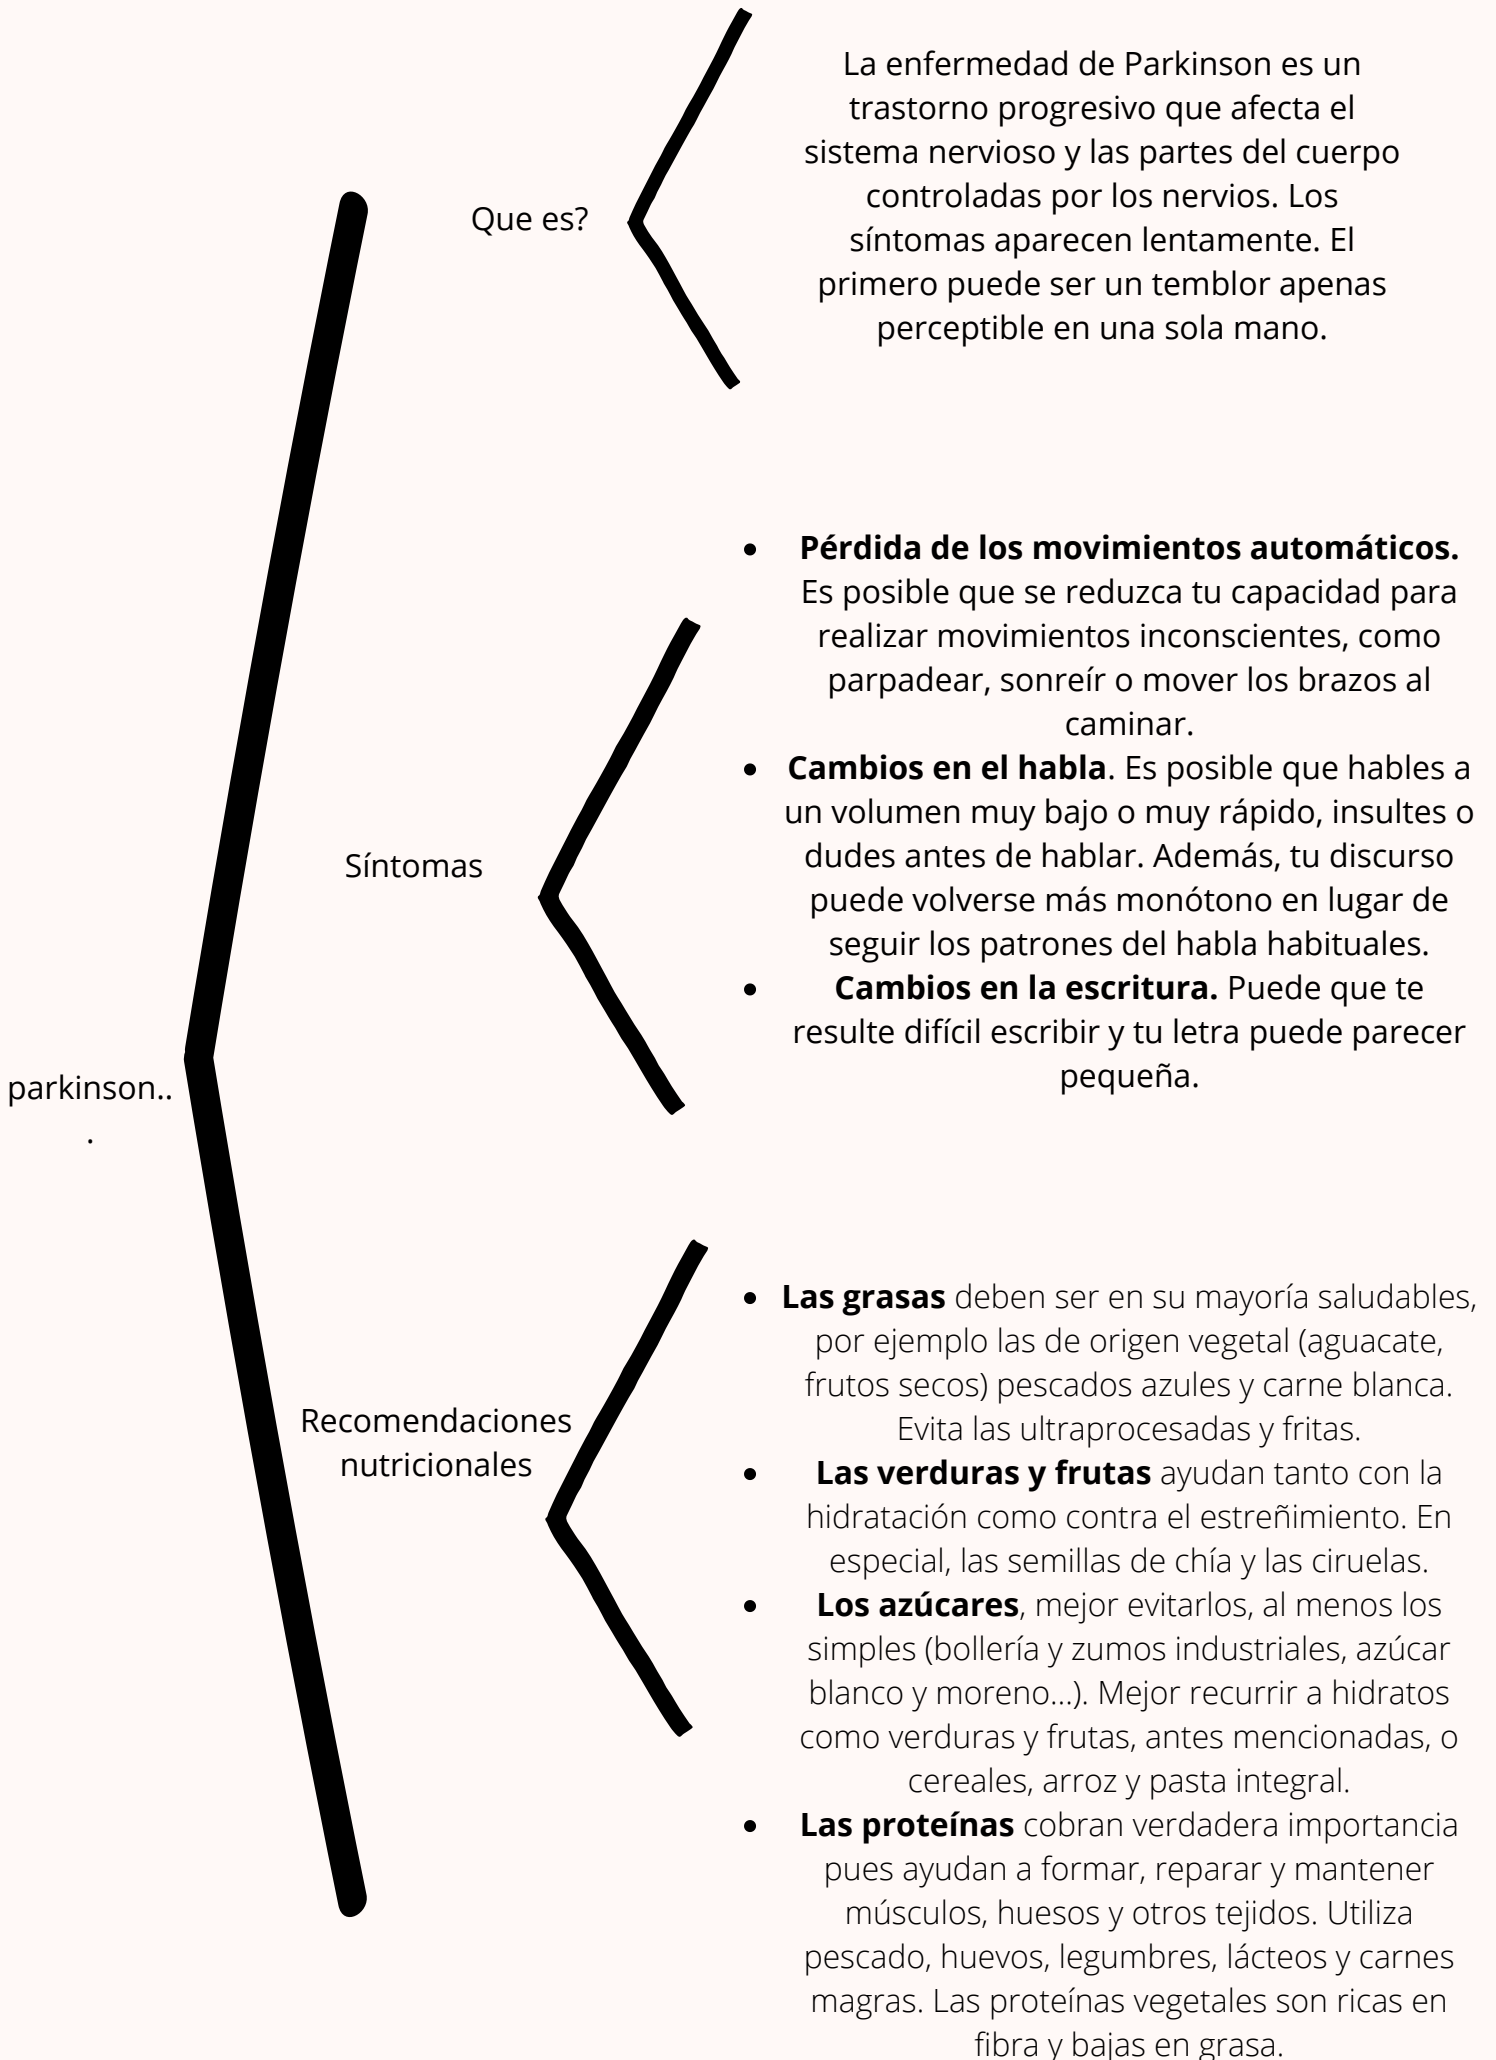 parkinson..
.
Que es?
La enfermedad de Parkinson es un
trastorno progresivo que afecta el
sistema nervioso y las partes del cuerpo
controladas por los nervios. Los
síntomas aparecen lentamente. El
primero puede ser un temblor apenas
perceptible en una sola mano.
Síntomas
• Pérdida de los movimientos automáticos.
Es posible que se reduzca tu capacidad para
realizar movimientos inconscientes, como
parpadear, sonreír o mover los brazos al
caminar.
• Cambios en el habla. Es posible que hables a
un volumen muy bajo o muy rápido, insultes o
dudes antes de hablar. Además, tu discurso
puede volverse más monótono en lugar de
seguir los patrones del habla habituales.
• Cambios en la escritura. Puede que te
resulte difícil escribir y tu letra puede parecer
pequeña.
Recomendaciones
nutricionales
• Las grasas deben ser en su mayoría saludables,
por ejemplo las de origen vegetal (aguacate,
frutos secos) pescados azules y carne blanca.
Evita las ultraprocesadas y fritas.
• Las verduras y frutas ayudan tanto con la
hidratación como contra el estreñimiento. En
especial, las semillas de chía y las ciruelas.
• Los azúcares, mejor evitarlos, al menos los
simples (bollería y zumos industriales, azúcar
blanco y moreno...). Mejor recurrir a hidratos
como verduras y frutas, antes mencionadas, o
cereales, arroz y pasta integral.
• Las proteínas cobran verdadera importancia
pues ayudan a formar, reparar y mantener
músculos, huesos y otros tejidos. Utiliza
pescado, huevos, legumbres, lácteos y carnes
magras. Las proteínas vegetales son ricas en
fibra y bajas en grasa.